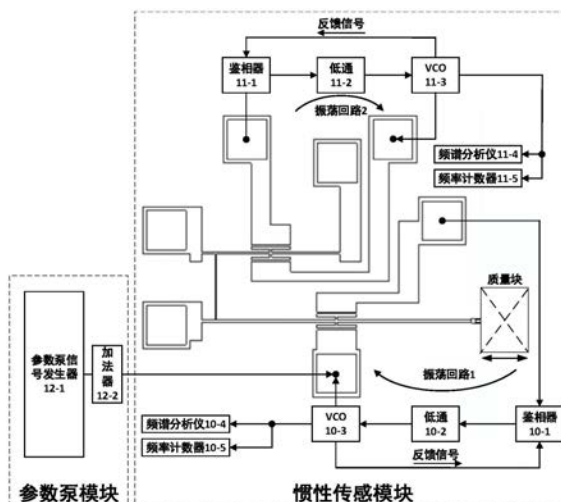 反馈信号
鉴相器
11-1
低通
11-2
VCO
11-3
振荡回路2
频谱分析仪11-4
频率计数器11-5
质量块
参数泵信
号发生器
12-1
加
法
器
12-2
振荡回路1
频谱分析仪10-4
频率计数器10-5
VCO
10-3
低通
10-2
鉴相器
10-1
反馈信号
参数泵模块
惯性传感模块